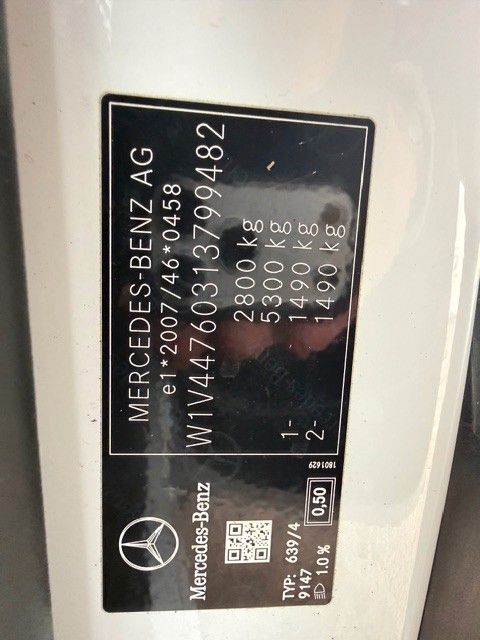 MERCEDES-BENZ AG
e1*2007/46*0458
W1V44760313799482
2800 kg
5300 kg
1- 1490 kg
2- 1490 kg
1801629
Mercedes-Benz
TYP: 639/4
9147
1.0 %
0,50